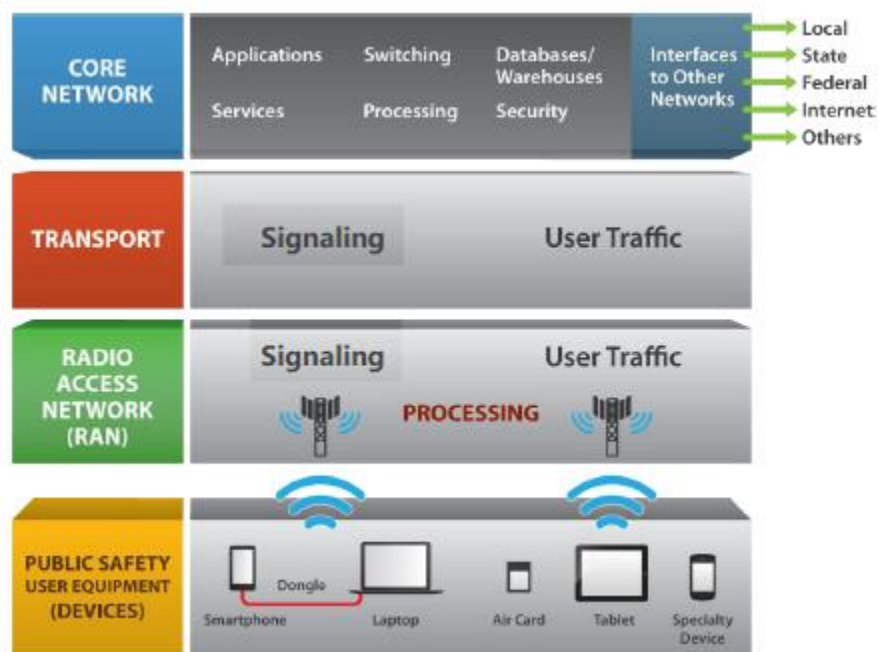 CORE
NETWORK
Applications
Switching
Databases/
Warehouses
Services
Processing
Security
Interfaces
to Other
Networks
Local
State
Federal
Internet
Others
TRANSPORT
Signaling
User Traffic
RADIO
ACCESS
NETWORK
(RAN)
Signaling
User Traffic
PROCESSING
PUBLIC SAFETY
USER EQUIPMENT
(DEVICES)
Dongle
Smartphone
Laptop
Air Card
Tablet
Specialty
Device